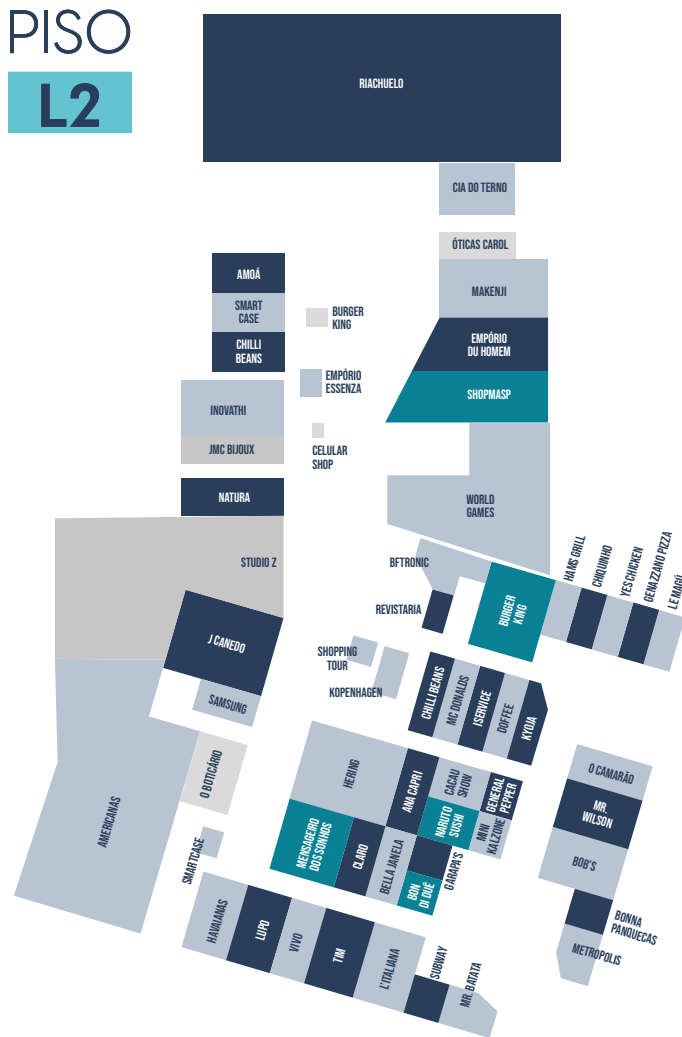 PISO
L2
RIACHUELO
CIA DO TERNO
ÓTICAS CAROL
MAKENJI
EMPÓRIO
DU HOMEM
SHOPMASP
WORLD
GAMES
AMOÁ
SMART
CASE
CHILLI
BEANS
BURGER
KING
EMPÓRIO
ESSENZA
INOVATHI
JMC BIJOUX
CELULAR
SHOP
NATURA
STUDIO Z
J CANEDO
SAMSUNG
AMERICANAS
O BOTICÁRIO
SMARTCASE
BFTRONIC
REVISTARIA
BURGER
KING
HAMS GRILL
CHIQUINHO
YES CHICKEN
GENAZZANO PIZZA
SHOPPING
TOUR
KOPENHAGEN
CHILLI BEANS
MC DONALDS
ISERVICE
DOFFEE
KYOJA
HERING
ANA CAPRI
CACAU
SHOW
GENERAL
PEPPER
MENSAGEIRO
DOS SONHOS
CLARO
BELLA JANELA
NARUTO
SUSHI
MINI
KALZONE
GARAPA'S
BON
DI DUÊ
O CAMARÃO
MR.
WILSON
BOB'S
BONNA
PANQUECAS
METROPOLIS
HAVAIANAS
LUPO
VIVO
TIM
L'ITALIANA
SUBWAY
MR. BATATA